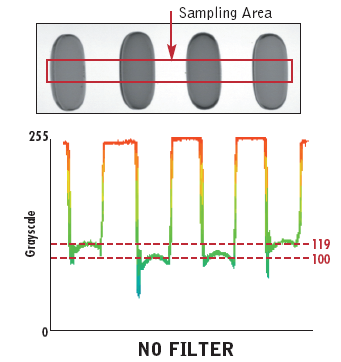 Sampling Area
255
Grayscale
119
100
0
NO FILTER